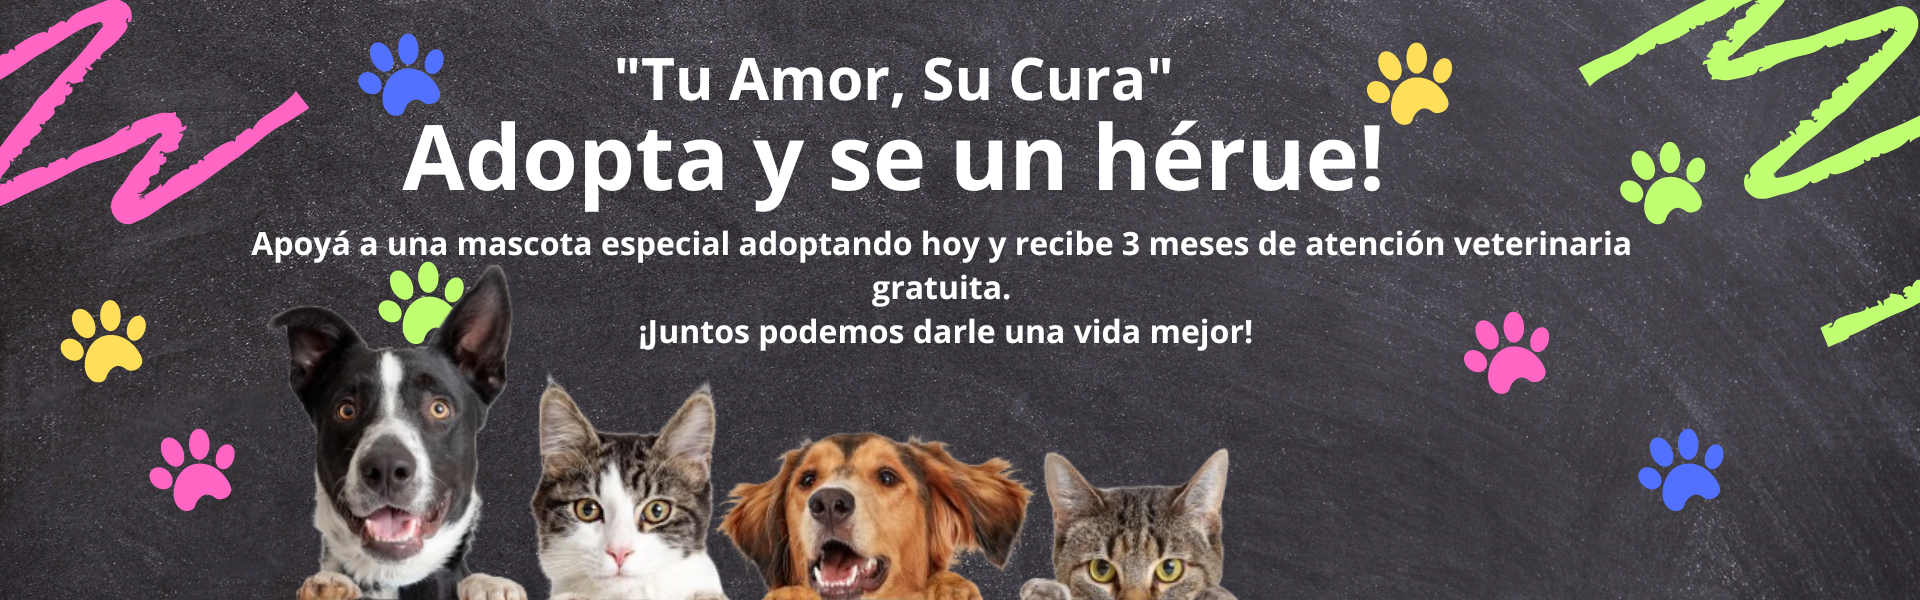 "Tu Amor, Su Cura"
Adopta y se un hérue!
Apoyá a una mascota especial adoptando hoy y recibe 3 meses de atención veterinaria
gratuita.
¡Juntos podemos darle una vida mejor!